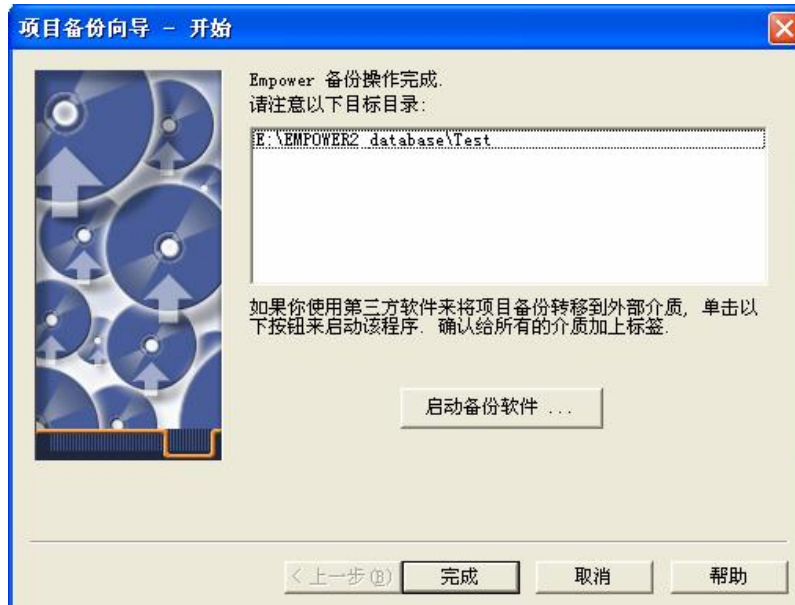 项目备份向导 - 开始
Empower 备份操作完成.
请注意以下目标目录:
E:\EMPOWER2 database\Test
如果你使用第三方软件来将项目备份转移到外部介质, 单击以
下按钮来启动该程序. 确认给所有的介质加上标签.
启动备份软件 ...
< 上一步(B)
完成
取消
帮助